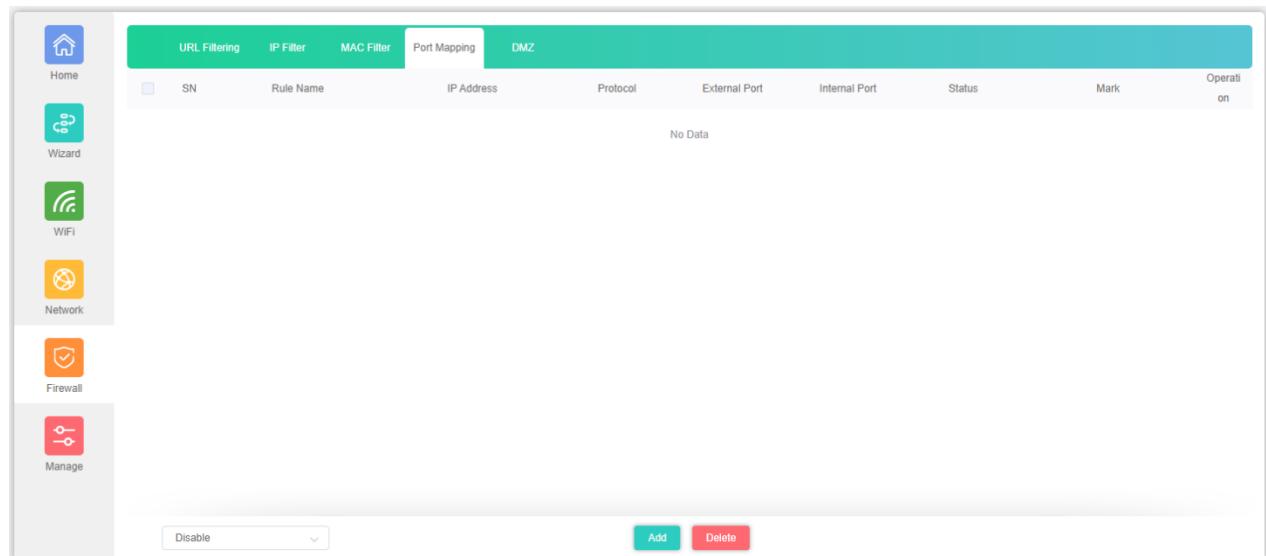 Home
Wizard
WiFi
Network
Firewall
Manage
URL Filtering IP Filter MAC Filter Port Mapping DMZ
SN Rule Name IP Address Protocol External Port Internal Port Status Mark Operati
on
No Data
Disable Add Delete